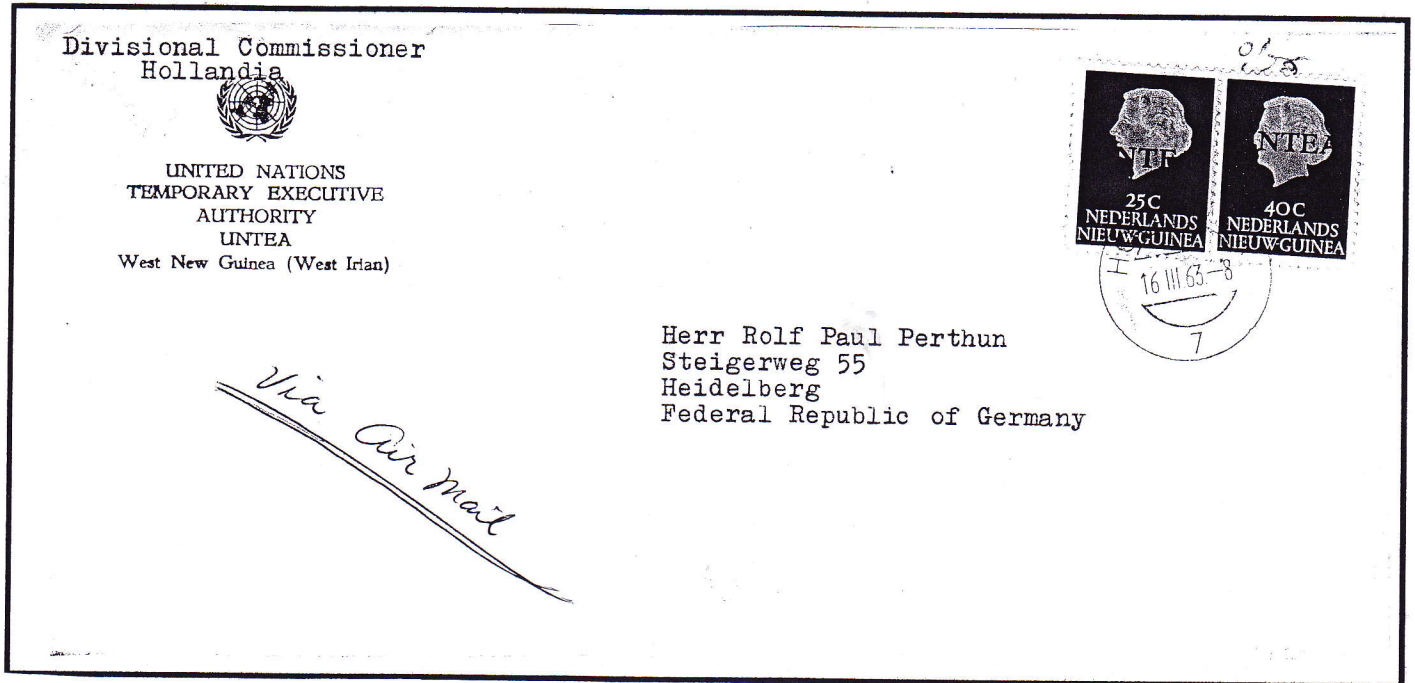 Divisional Commissioner
Hollandia
UNITED NATIONS
TEMPORARY EXECUTIVE
AUTHORITY
UNTEA
West New Guinea (West Irian)
NTE
25C
NEDERLANDS
NIEUW-GUINEA
NTEA
40C
NEDERLANDS
NIEUW-GUINEA
16 III.63.-8
7
Herr Rolf Paul Perthun
Steigerweg 55
Heidelberg
Federal Republic of Germany
Via Air Mail